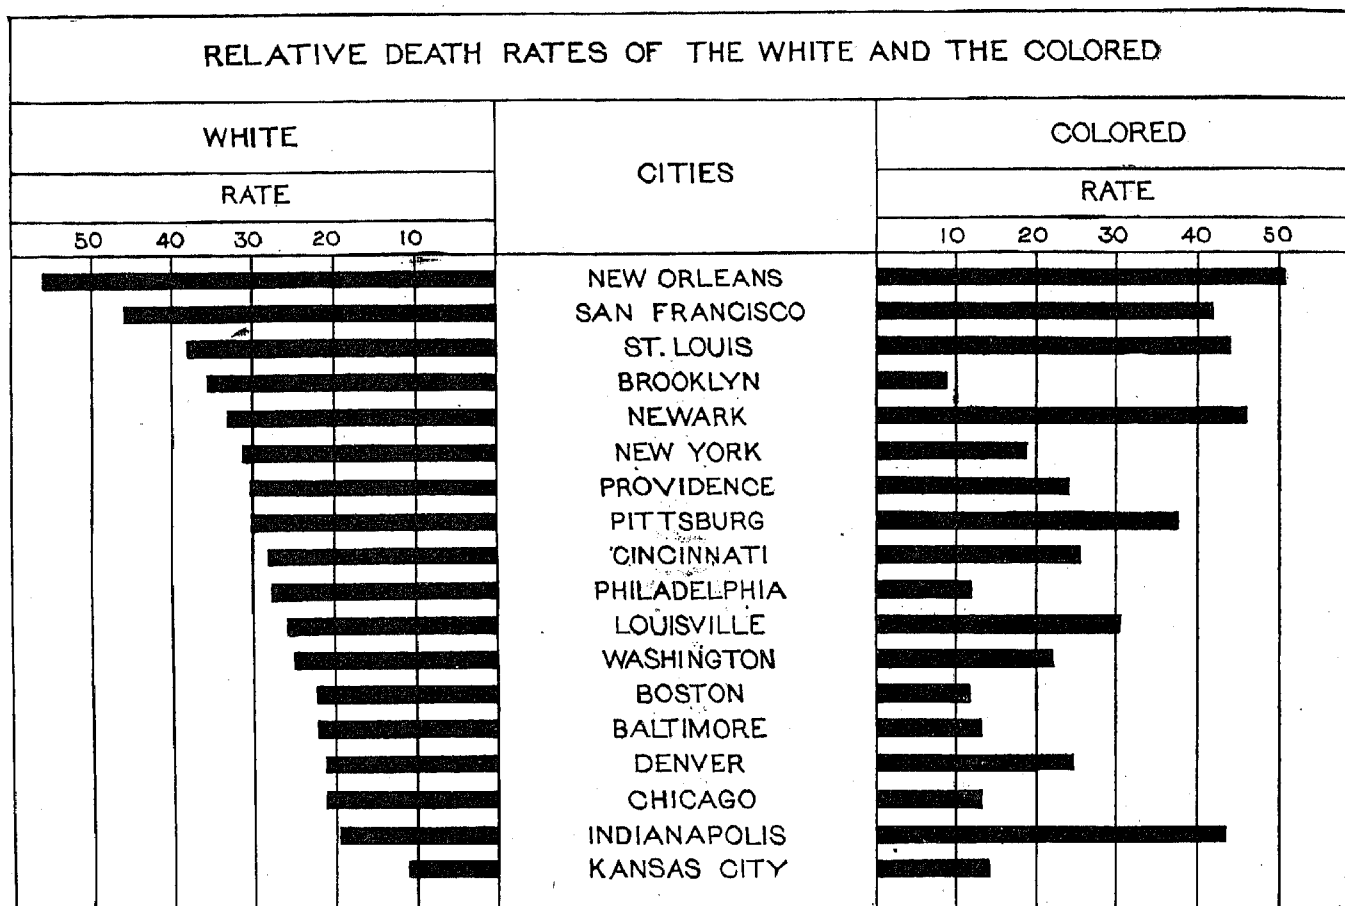 RELATIVE DEATH RATES OF THE WHITE AND THE COLORED
WHITE
CITIES
COLORED
RATE
RATE
50 40 30 20 10
10 20 30 40 50
NEW ORLEANS
SAN FRANCISCO
ST. LOUIS
BROOKLYN
NEWARK
NEW YORK
PROVIDENCE
PITTSBURG
CINCINNATI
PHILADELPHIA
LOUISVILLE
WASHINGTON
BOSTON
BALTIMORE
DENVER
CHICAGO
INDIANAPOLIS
KANSAS CITY